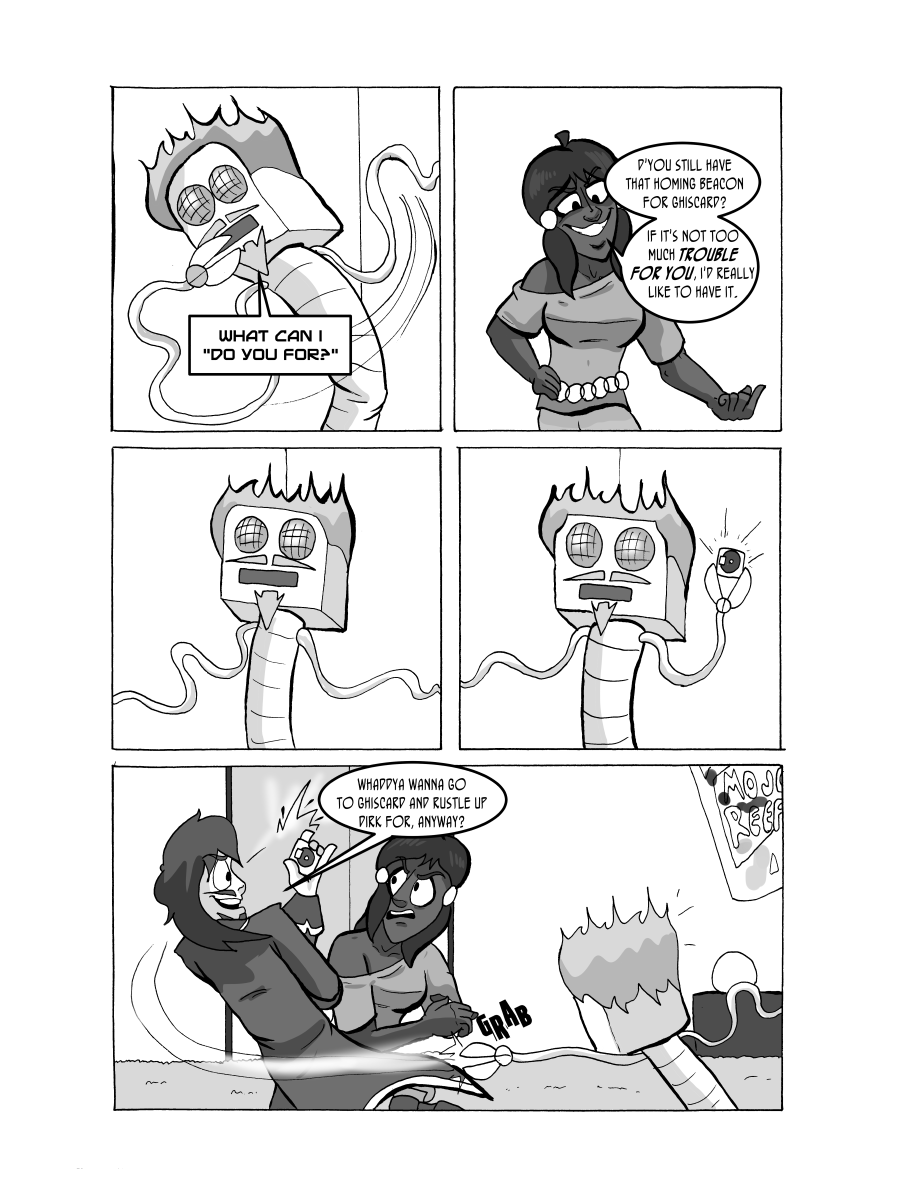 WHAT CAN I
"DO YOU FOR?"
D'YOU STILL HAVE
THAT HOMING BEACON
FOR GHISCARD?
IF IT'S NOT TOO
MUCH TROUBLE
FOR YOU, I'D REALLY
LIKE TO HAVE IT.
WHADDYA WANNA GO
TO GHISCARD AND RUSTLE UP
DIRK FOR, ANYWAY?
MOJO
REEF
GRAB